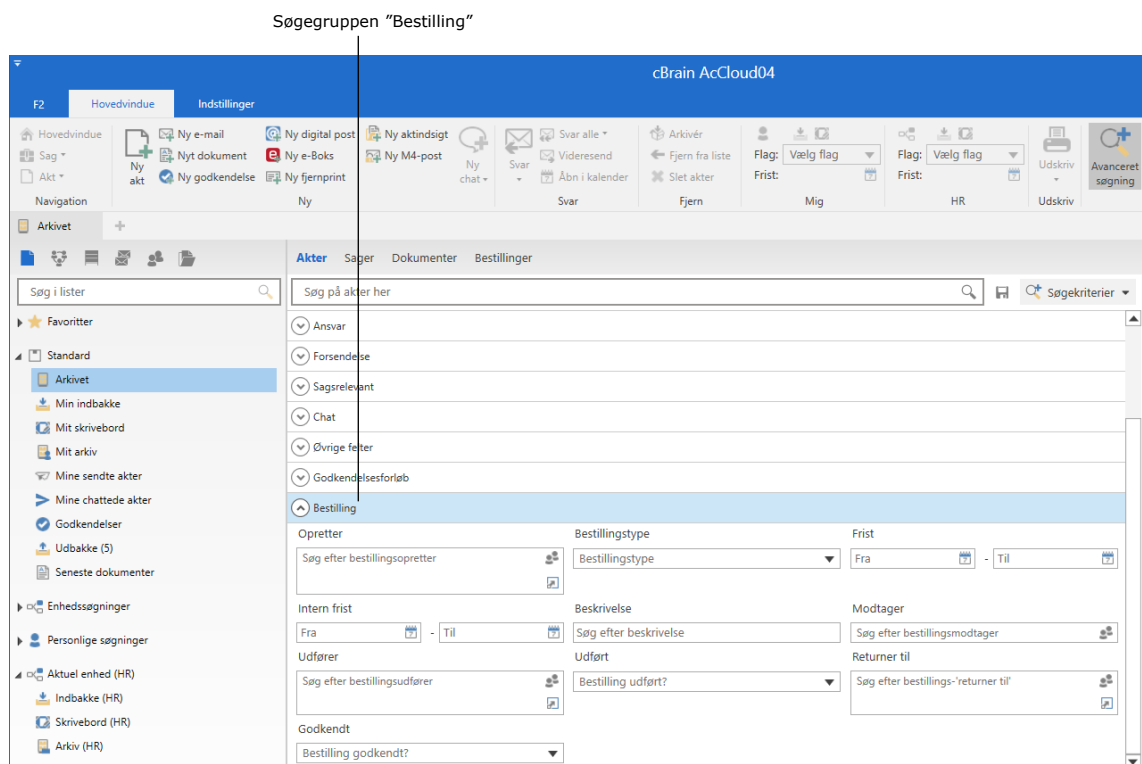 Søgegruppen ”Bestilling”
cBrain AcCloud04
F2 Hovedvindue Indstillinger
Hovedvindue
Sag
Akt
Navigation
Ny akt
Ny e-mail
Nyt dokument
Ny godkendelse
Ny digital post
Ny e-Boks
Ny fjernprint
Ny aktindsigt
Ny M4-post
Ny chat
Ny
Svar
Svar alle
Videresend
Åbn i kalender
Svar
Arkivér
Fjern fra liste
Slet akter
Fjern
Flag: Vælg flag
Frist:
Mig
Flag: Vælg flag
Frist:
HR
Udskriv
Udskriv
Avanceret
søgning
Arkivet
Søg i lister
Favoritter
Standard
Arkivet
Min indbakke
Mit skrivebord
Mit arkiv
Mine sendte akter
Mine chattede akter
Godkendelser
Udbakke (5)
Seneste dokumenter
Enhedssøgninger
Personlige søgninger
Aktuel enhed (HR)
Indbakke (HR)
Skrivebord (HR)
Arkiv (HR)
Akter Sager Dokumenter Bestillinger
Søg på akter her
Søgekriterier
Ansvar
Forsendelse
Sagsrelevant
Chat
Øvrige felter
Godkendelsesforløb
Bestilling
Opretter Bestillingstype Frist
Søg efter bestillingsopretter Bestillingstype Fra - Til
Intern frist Beskrivelse Modtager
Fra - Til Søg efter beskrivelse Søg efter bestillingsmodtager
Udfører Udført Returner til
Søg efter bestillingsudfører Bestilling udført? Søg efter bestillings-'returner til'
Godkendt
Bestilling godkendt?